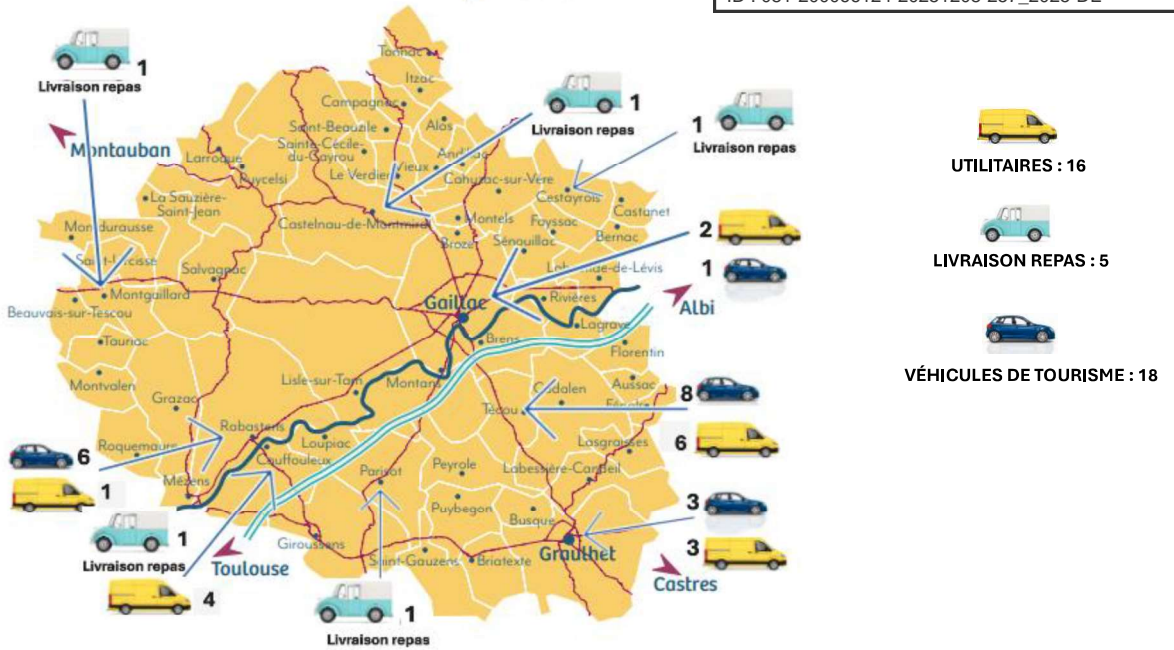 1
Livraison repas
Montauban
Tonnac
Itzac
Campagnac
Alos
Saint-Beauzile
Sainte-Cécile-
du-Cayrou
Andillac
Vieux
Le Verdier
Larroque
Puycelsi
1
Livraison repas
1
Livraison repas
Cahuzac-sur-Vère
Cestayrols
Castanet
La Sauzière-
Saint-Jean
Castelnau-de-Montmiral
Montels
Fayssac
Bernac
Broze
Sénouillac
Montdurausse
Salvagnac
Montgaillard
Beauvais-sur-Tescou
Tauriac
Montvalen
Grazac
Roquemaure
Mézens
2
1
Rivières
Gaillac
Lagrave
Albi
Brens
Florentin
Lisle-sur-Tarn
Montans
Cadalen
Aussac
Técou
8
6
Rabastens
Loupiac
Couffouleux
Lasgraisses
Parisot
Peyrole
Labessière-Candeil
Puybegon
Busque
6
1
1
Livraison repas
4
Toulouse
Giroussens
Saint-Gauzens
Briatexte
Graulhet
3
3
Castres
1
Livraison repas
UTILITAIRES : 16
LIVRAISON REPAS : 5
VÉHICULES DE TOURISME : 18